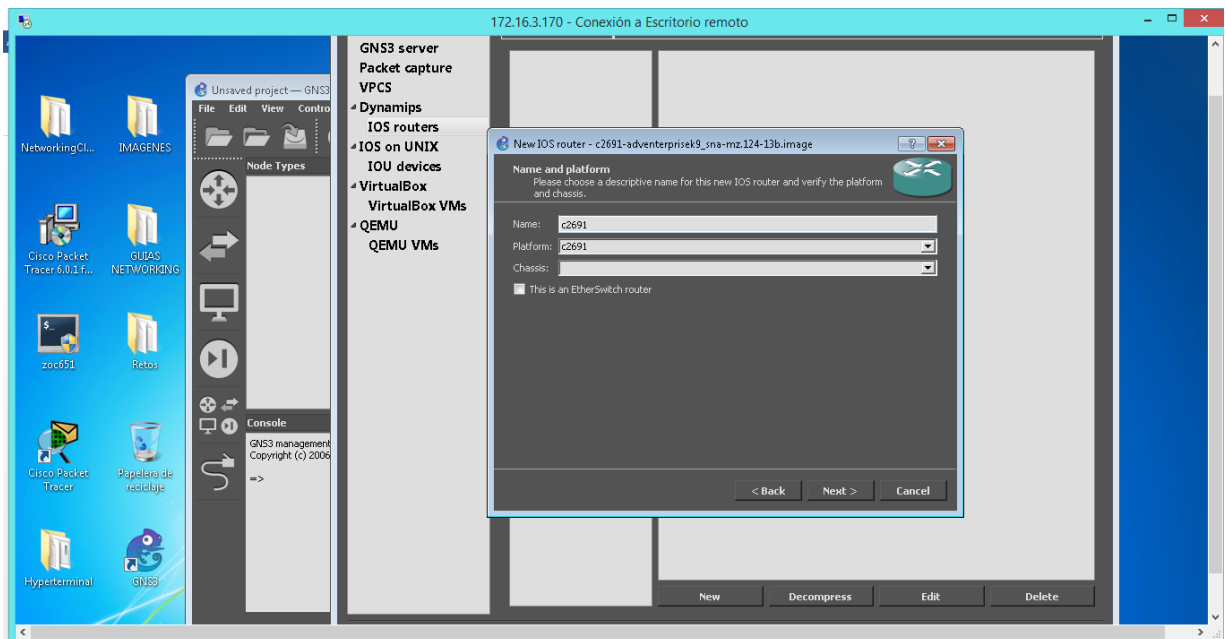 172.16.3.170 - Conexión a Escritorio remoto
NetworkingCl...
IMAGENES
Cisco Packet
Tracer 6.0.1 f...
GUIAS
NETWORKING
zoc651
Retos
Cisco Packet
Tracer
Papelera de
reciclaje
Hyperterminal
GNS3
Unsaved project — GNS3
File Edit View Contro
Node Types
Console
GNS3 management
Copyright (c) 2006
=>
GNS3 server
Packet capture
VPCS
Dynamips
IOS routers
IOS on UNIX
IOU devices
VirtualBox
VirtualBox VMs
QEMU
QEMU VMs
New IOS router - c2691-adventerprisek9_sna-mz.124-13b.image
Name and platform
Please choose a descriptive name for this new IOS router and verify the platform
and chassis.
Name: c2691
Platform: c2691
Chassis:
This is an EtherSwitch router
< Back Next > Cancel
New Decompress Edit Delete